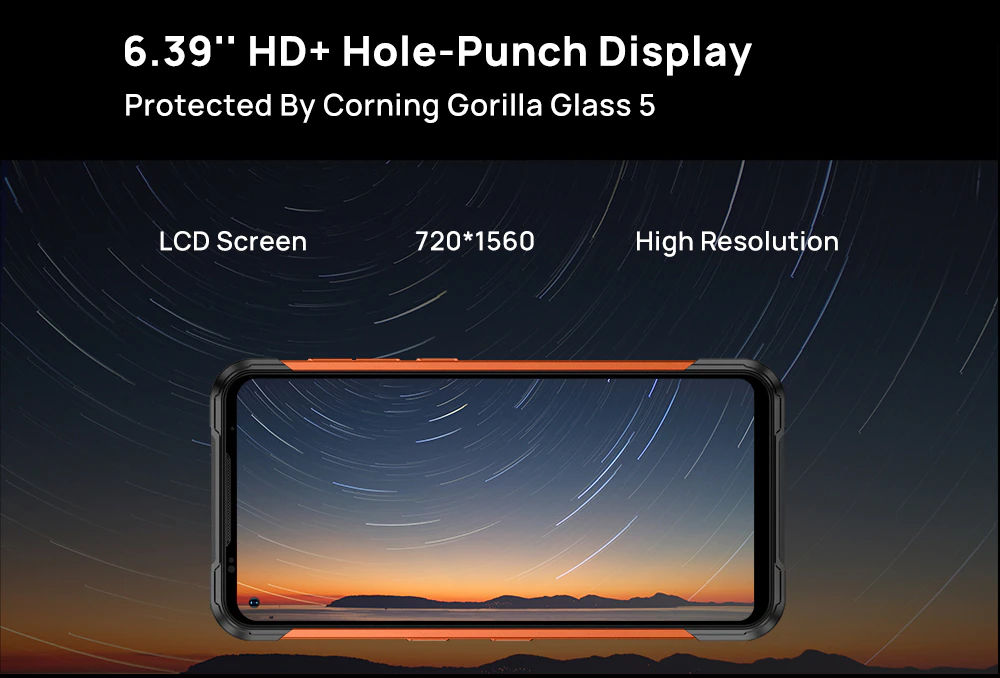 6.39'' HD+ Hole-Punch Display
Protected By Corning Gorilla Glass 5
LCD Screen 720*1560 High Resolution